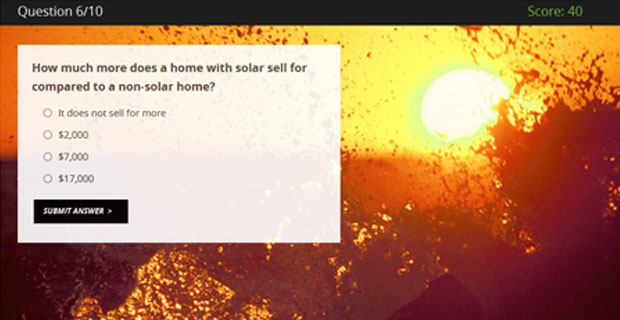 Question 6/10
Score: 40
How much more does a home with solar sell for
compared to a non-solar home?
It does not sell for more
$2,000
$7,000
$17,000
SUBMIT ANSWER >